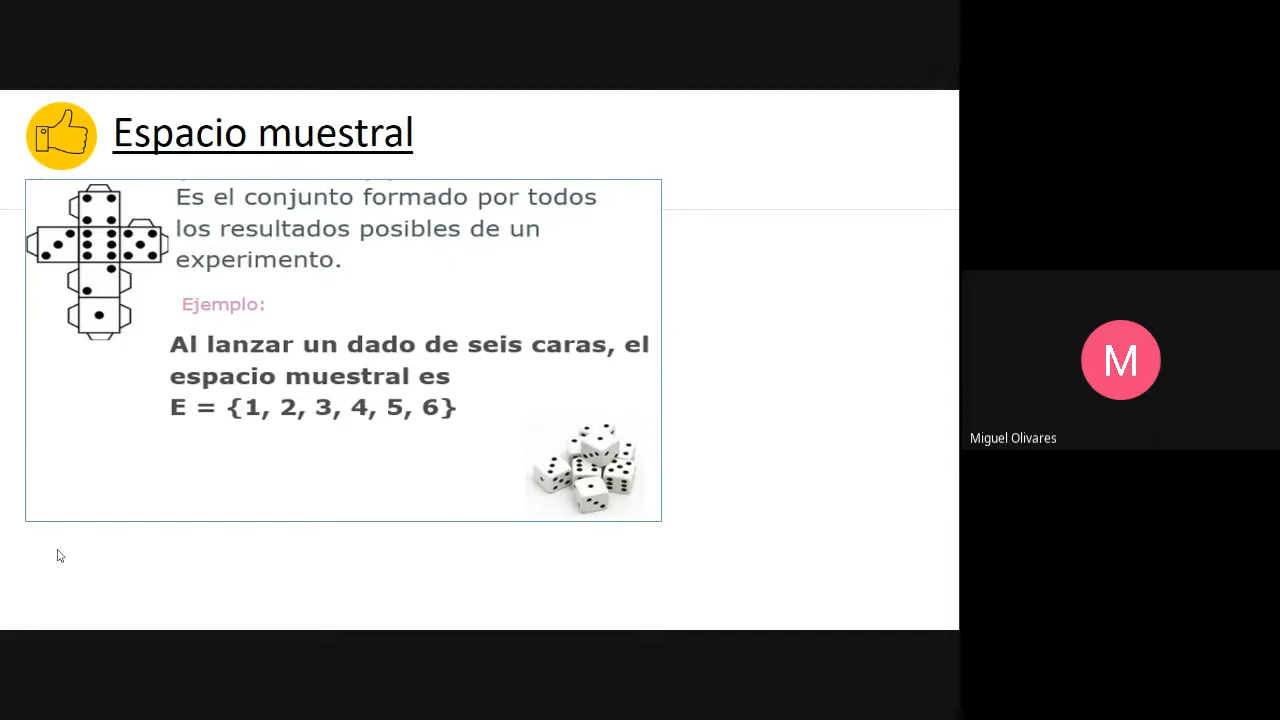 Espacio muestral
Es el conjunto formado por todos
los resultados posibles de un
experimento.
Ejemplo:
Al lanzar un dado de seis caras, el
espacio muestral es
E = {1, 2, 3, 4, 5, 6}
M
Miguel Olivares